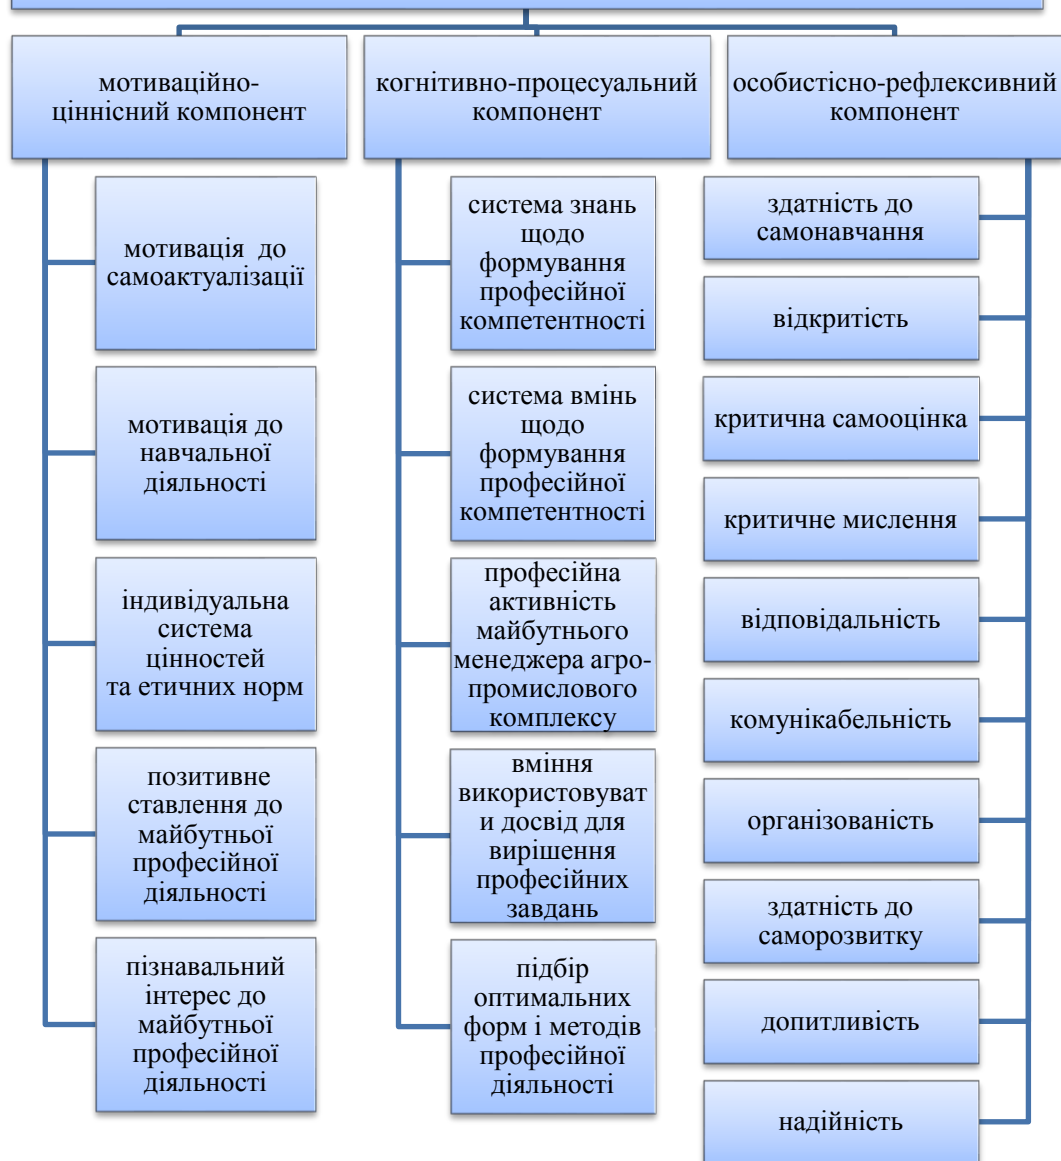 мотиваційно-
ціннісний компонент
мотивація до
самоактуалізації
мотивація до
навчальної
діяльності
індивідуальна
система
цінностей
та етичних норм
позитивне
ставлення до
майбутньої
професійної
діяльності
пізнавальний
інтерес до
майбутньої
професійної
діяльності
когнітивно-процесуальний
компонент
система знань
щодо
формування
професійної
компетентності
система вмінь
щодо
формування
професійної
компетентності
професійна
активність
майбутнього
менеджера агро-
промислового
комплексу
вміння
використовуват
и досвід для
вирішення
професійних
завдань
підбір
оптимальних
форм і методів
професійної
діяльності
особистісно-рефлексивний
компонент
здатність до
самонавчання
відкритість
критична самооцінка
критичне мислення
відповідальність
комунікабельність
організованість
здатність до
саморозвитку
допитливість
надійність